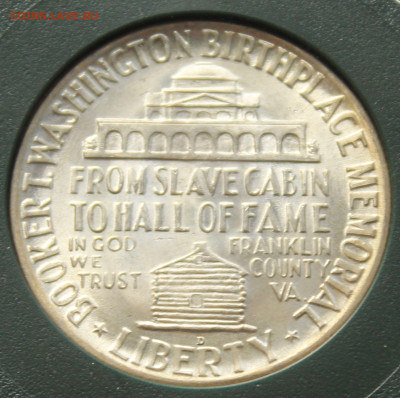 BOOKER T. WASHINGTON BIRTHPLACE MEMORIAL
FROM SLAVE CABIN
TO HALL OF FAME
IN GOD
WE
TRUST
FRANKLIN
COUNTY
VA.
D
★ LIBERTY ★